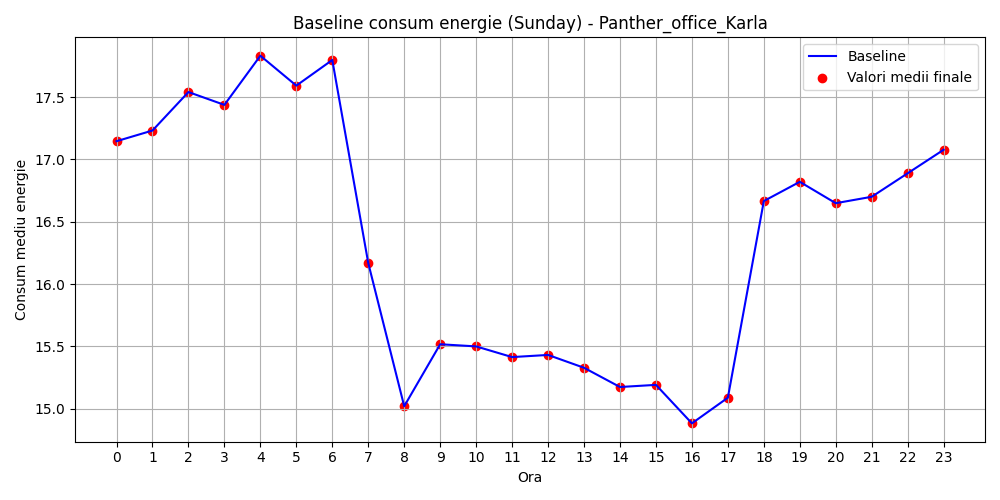 Baseline consum energie (Sunday) - Panther_office_Karla
Baseline
Valori medii finale
Consum mediu energie
17.5
17.0
16.5
16.0
15.5
15.0
0 1 2 3 4 5 6 7 8 9 10 11 12 13 14 15 16 17 18 19 20 21 22 23
Ora